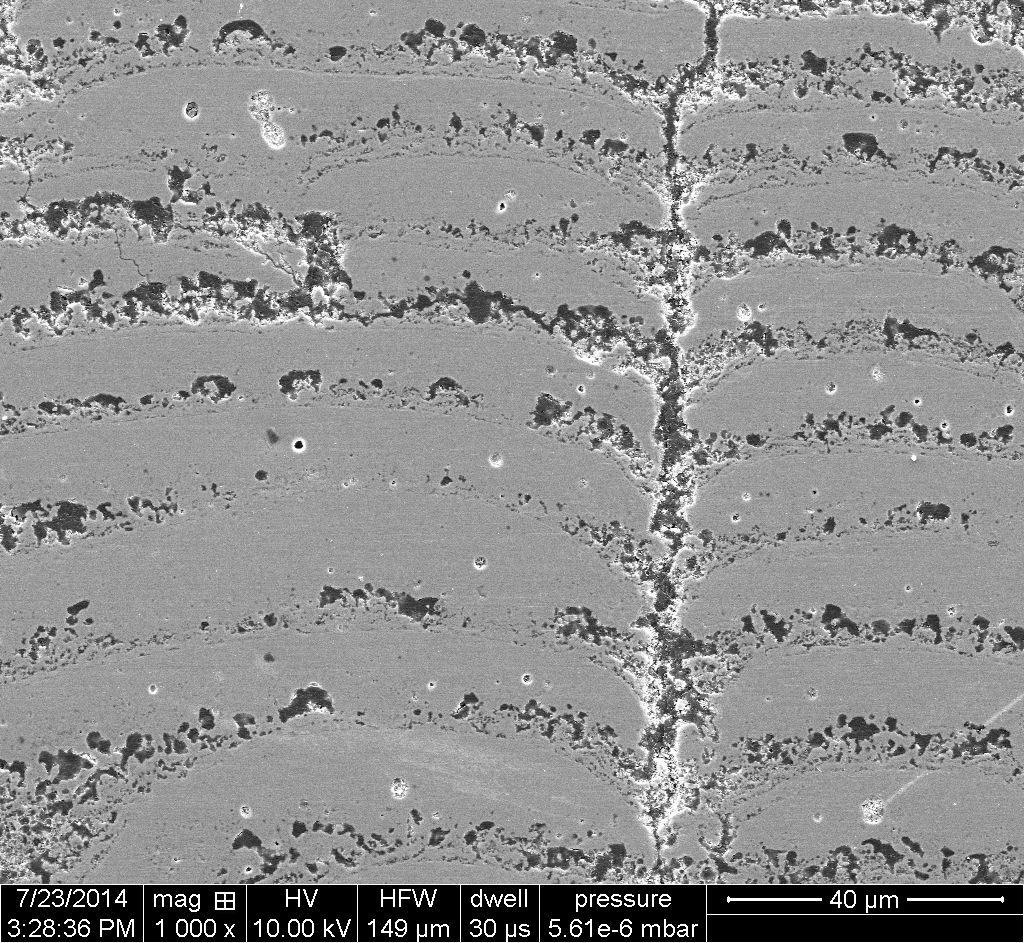 7/23/2014 mag HV HFW dwell pressure 40 µm
3:28:36 PM 1 000 x 10.00 kV 149 µm 30 µs 5.61e-6 mbar